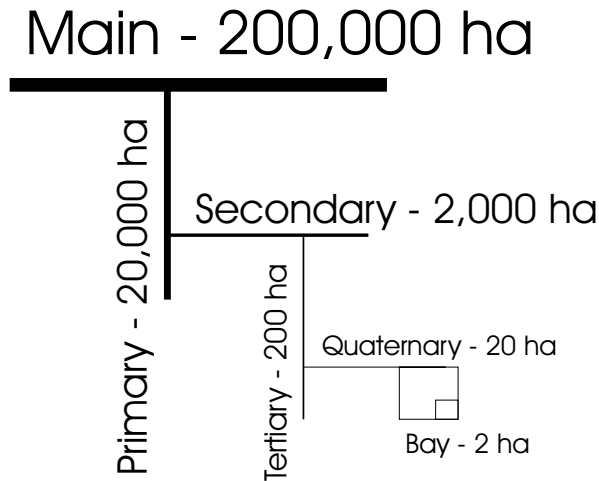 Main - 200,000 ha
Primary - 20,000 ha
Secondary - 2,000 ha
Tertiary - 200 ha
Quaternary - 20 ha
Bay - 2 ha